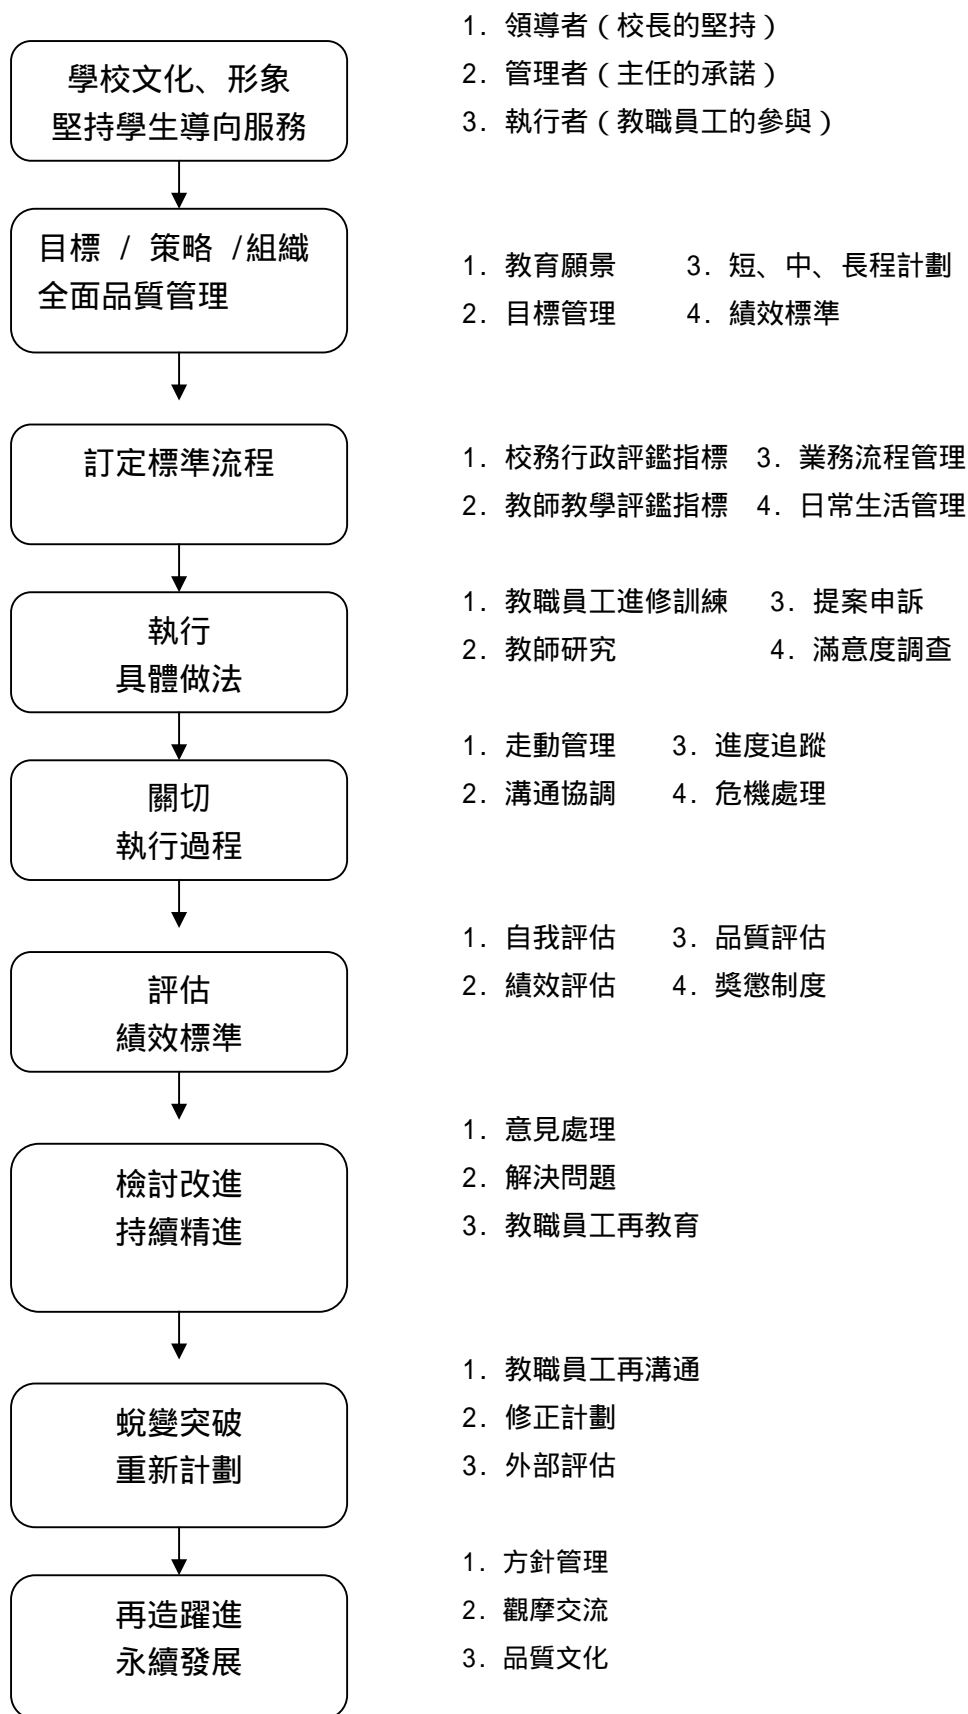 學校文化、形象
堅持學生導向服務
1. 領導者(校長的堅持)
2. 管理者(主任的承諾)
3. 執行者(教職員工的參與)
目標 / 策略 /組織
全面品質管理
1. 教育願景 3. 短、中、長程計劃
2. 目標管理 4. 績效標準
訂定標準流程
1. 校務行政評鑑指標 3. 業務流程管理
2. 教師教學評鑑指標 4. 日常生活管理
執行
具體做法
1. 教職員工進修訓練 3. 提案申訴
2. 教師研究 4. 滿意度調查
關切
執行過程
1. 走動管理 3. 進度追蹤
2. 溝通協調 4. 危機處理
評估
績效標準
1. 自我評估 3. 品質評估
2. 績效評估 4. 獎懲制度
檢討改進
持續精進
1. 意見處理
2. 解決問題
3. 教職員工再教育
蛻變突破
重新計劃
1. 教職員工再溝通
2. 修正計劃
3. 外部評估
再造躍進
永續發展
1. 方針管理
2. 觀摩交流
3. 品質文化